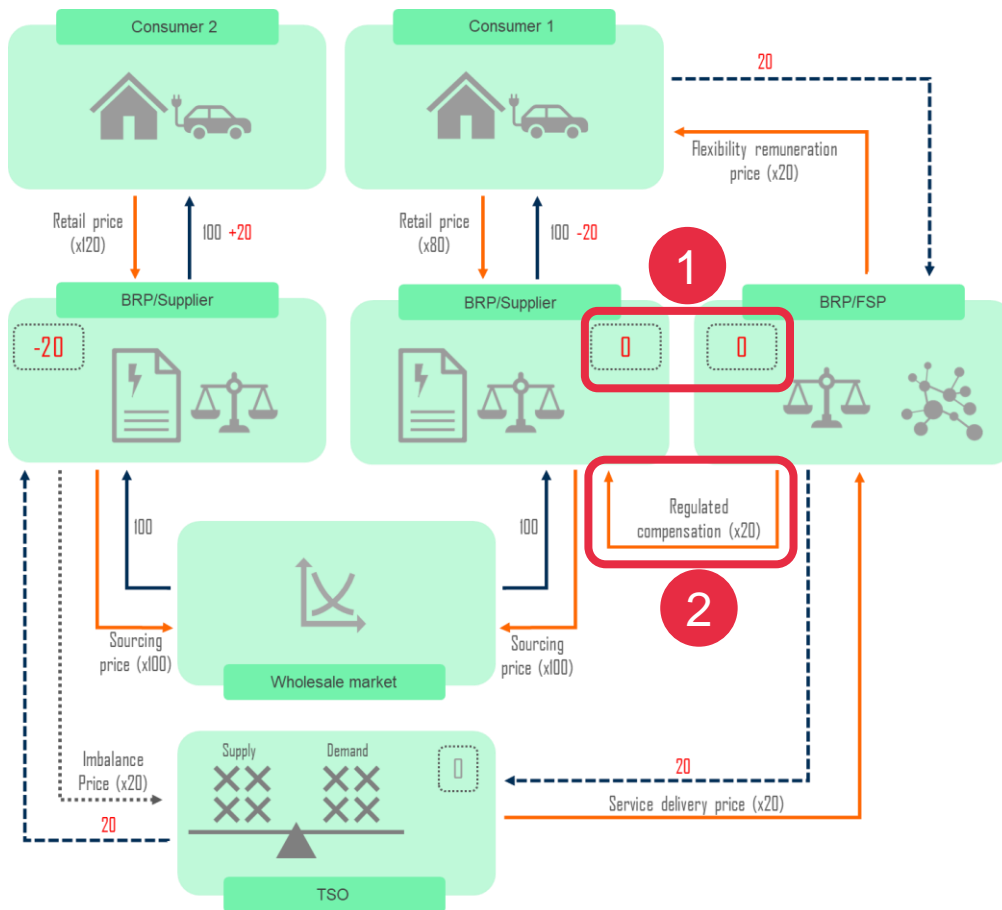 Consumer 2
Consumer 1
20
Flexibility remuneration
price (x20)
Retail price
(x120)
100 +20
Retail price
(x80)
100 -20
1
BRP/Supplier
BRP/Supplier
BRP/FSP
-20
0
0
Regulated
compensation (x20)
2
100
100
Sourcing
price (x100)
Sourcing
price (x100)
Wholesale market
Supply
Demand
0
Imbalance
Price (x20)
20
20
Service delivery price (x20)
TSO